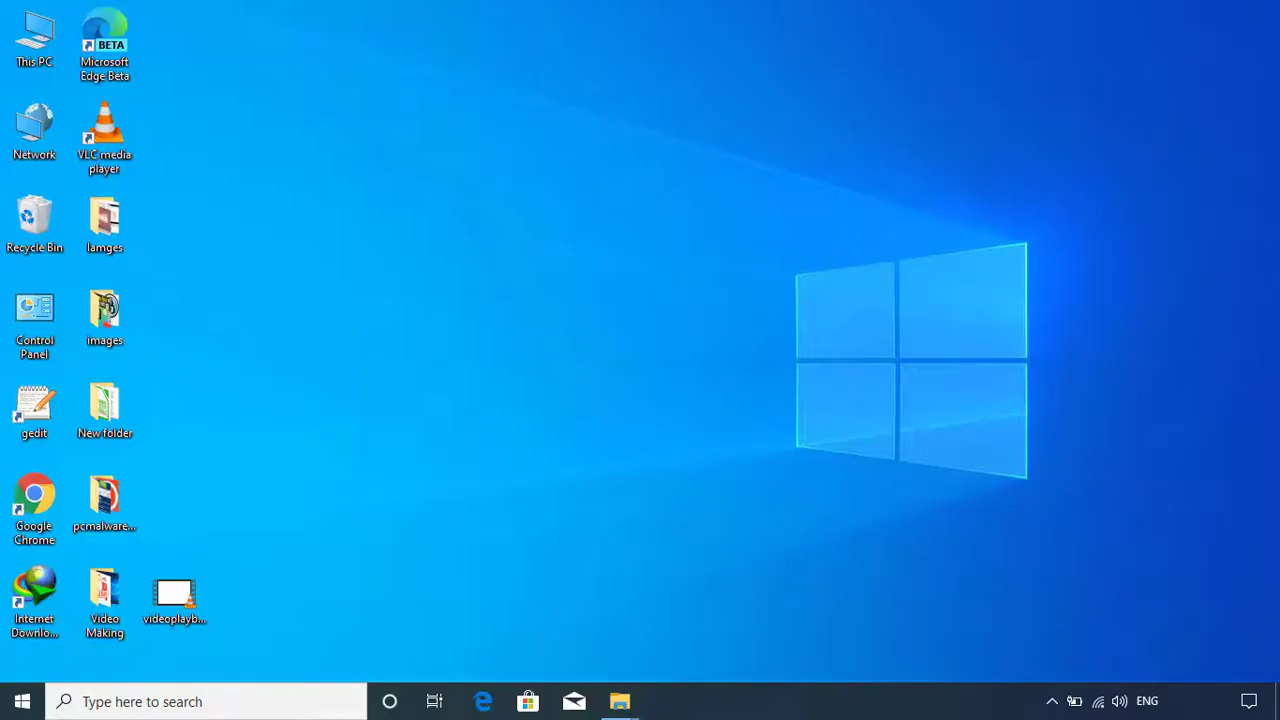 This PC
BETA
Microsoft
Edge Beta
Network
VLC media
player
Recycle Bin
Iamges
Control
Panel
images
gedit
New folder
Google
Chrome
pcmalware...
Internet
Downlo...
Video
Making
videoplayb...
Type here to search
ENG